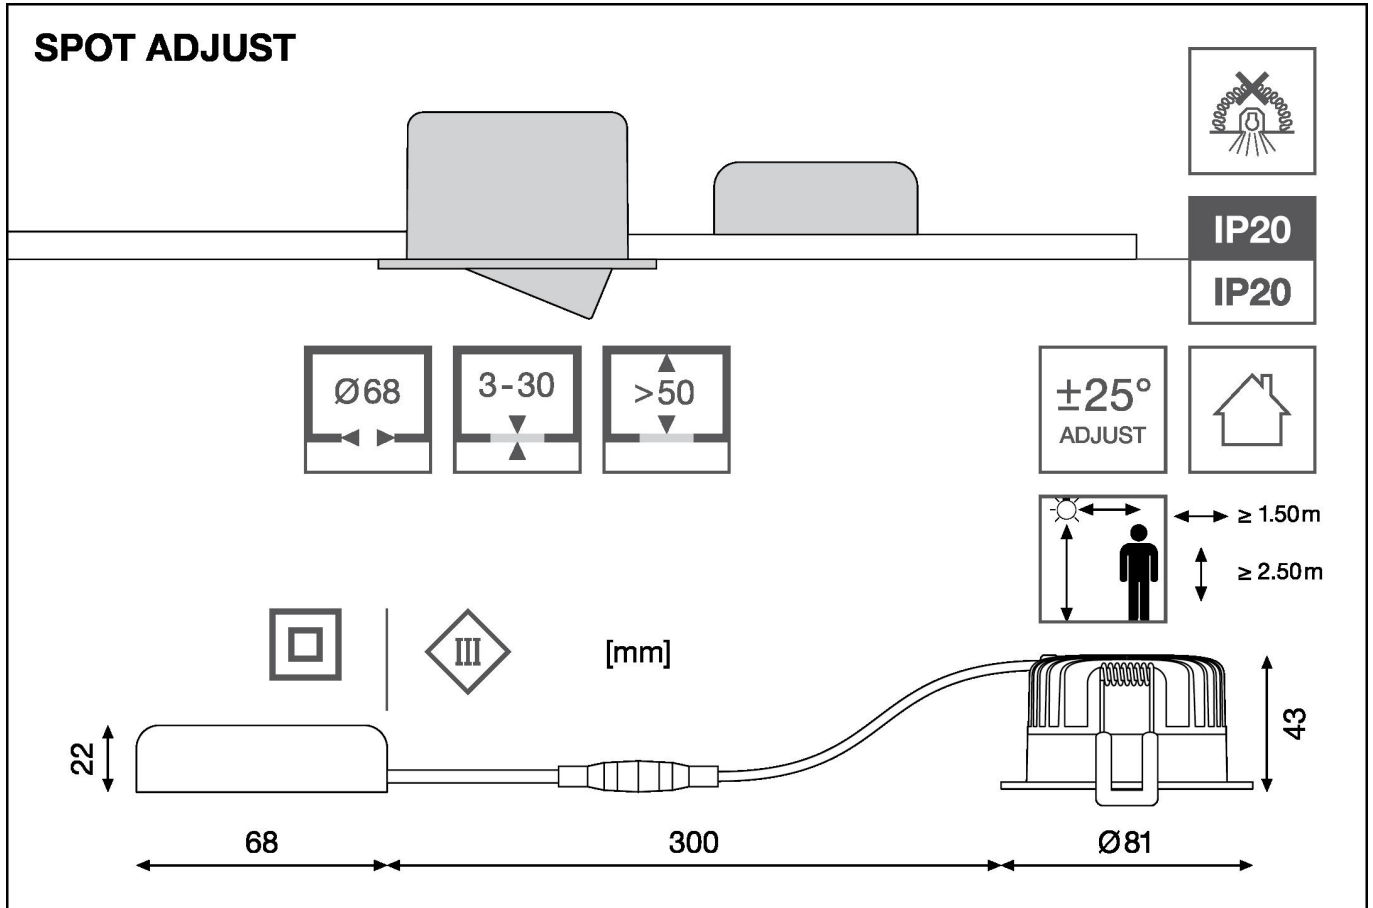 SPOT ADJUST
IP20
IP20
Ø68
3-30
>50
±25°
ADJUST
≥ 1.50m
≥ 2.50m
III
[mm]
22
43
68
300
Ø81